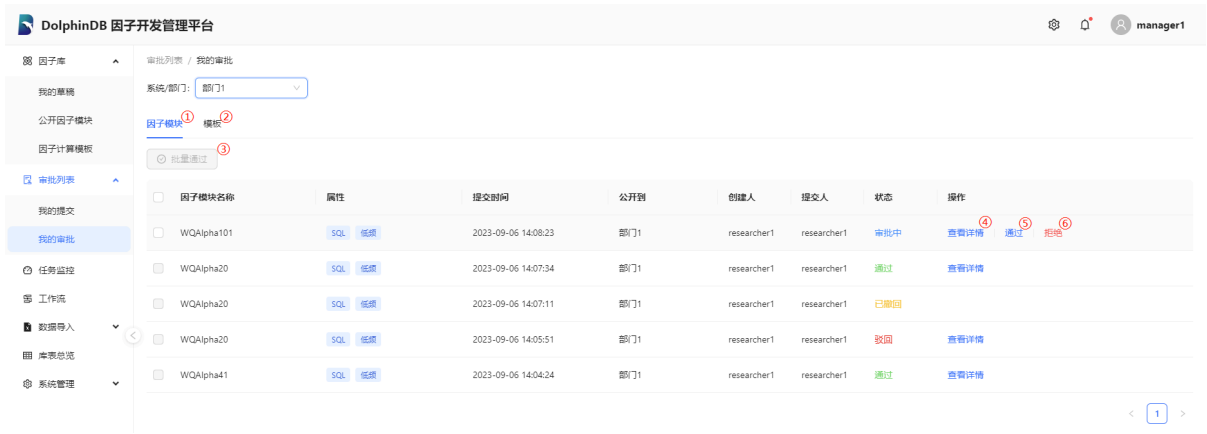 DolphinDB 因子开发管理平台
manager1
因子库
我的草稿
公开因子模块
因子计算模板
审批列表
我的提交
我的审批
任务监控
工作流
数据导入
库表总览
系统管理
审批列表 / 我的审批
系统/部门: 部门1
因子模块① 模板②
批量通过③
因子模块名称 属性 提交时间 公开到 创建人 提交人 状态 操作
WQAlpha101 SQL 低频 2023-09-06 14:08:23 部门1 researcher1 researcher1 审批中 查看详情④ 通过⑤ 拒绝⑥
WQAlpha20 SQL 低频 2023-09-06 14:07:34 部门1 researcher1 researcher1 通过 查看详情
WQAlpha20 SQL 低频 2023-09-06 14:07:11 部门1 researcher1 researcher1 已撤回
WQAlpha20 SQL 低频 2023-09-06 14:05:51 部门1 researcher1 researcher1 驳回 查看详情
WQAlpha41 SQL 低频 2023-09-06 14:04:24 部门1 researcher1 researcher1 通过 查看详情
< 1 >